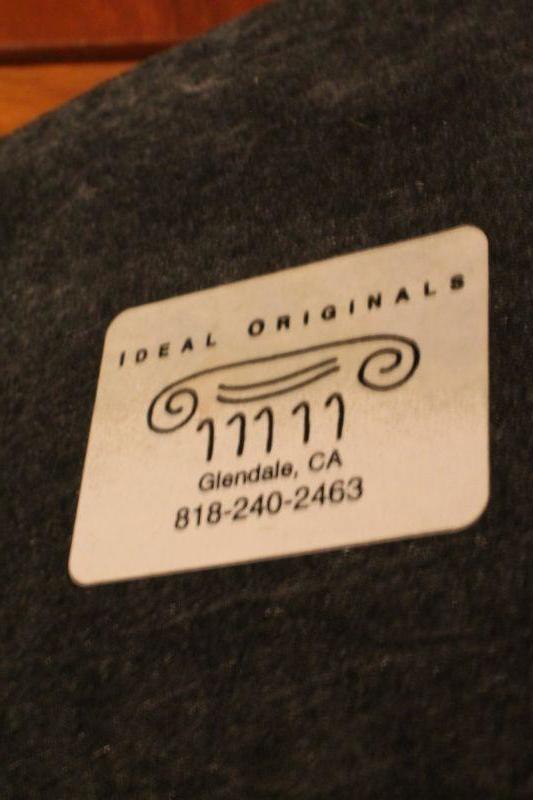 IDEAL ORIGINALS
Glendale, CA
818-240-2463